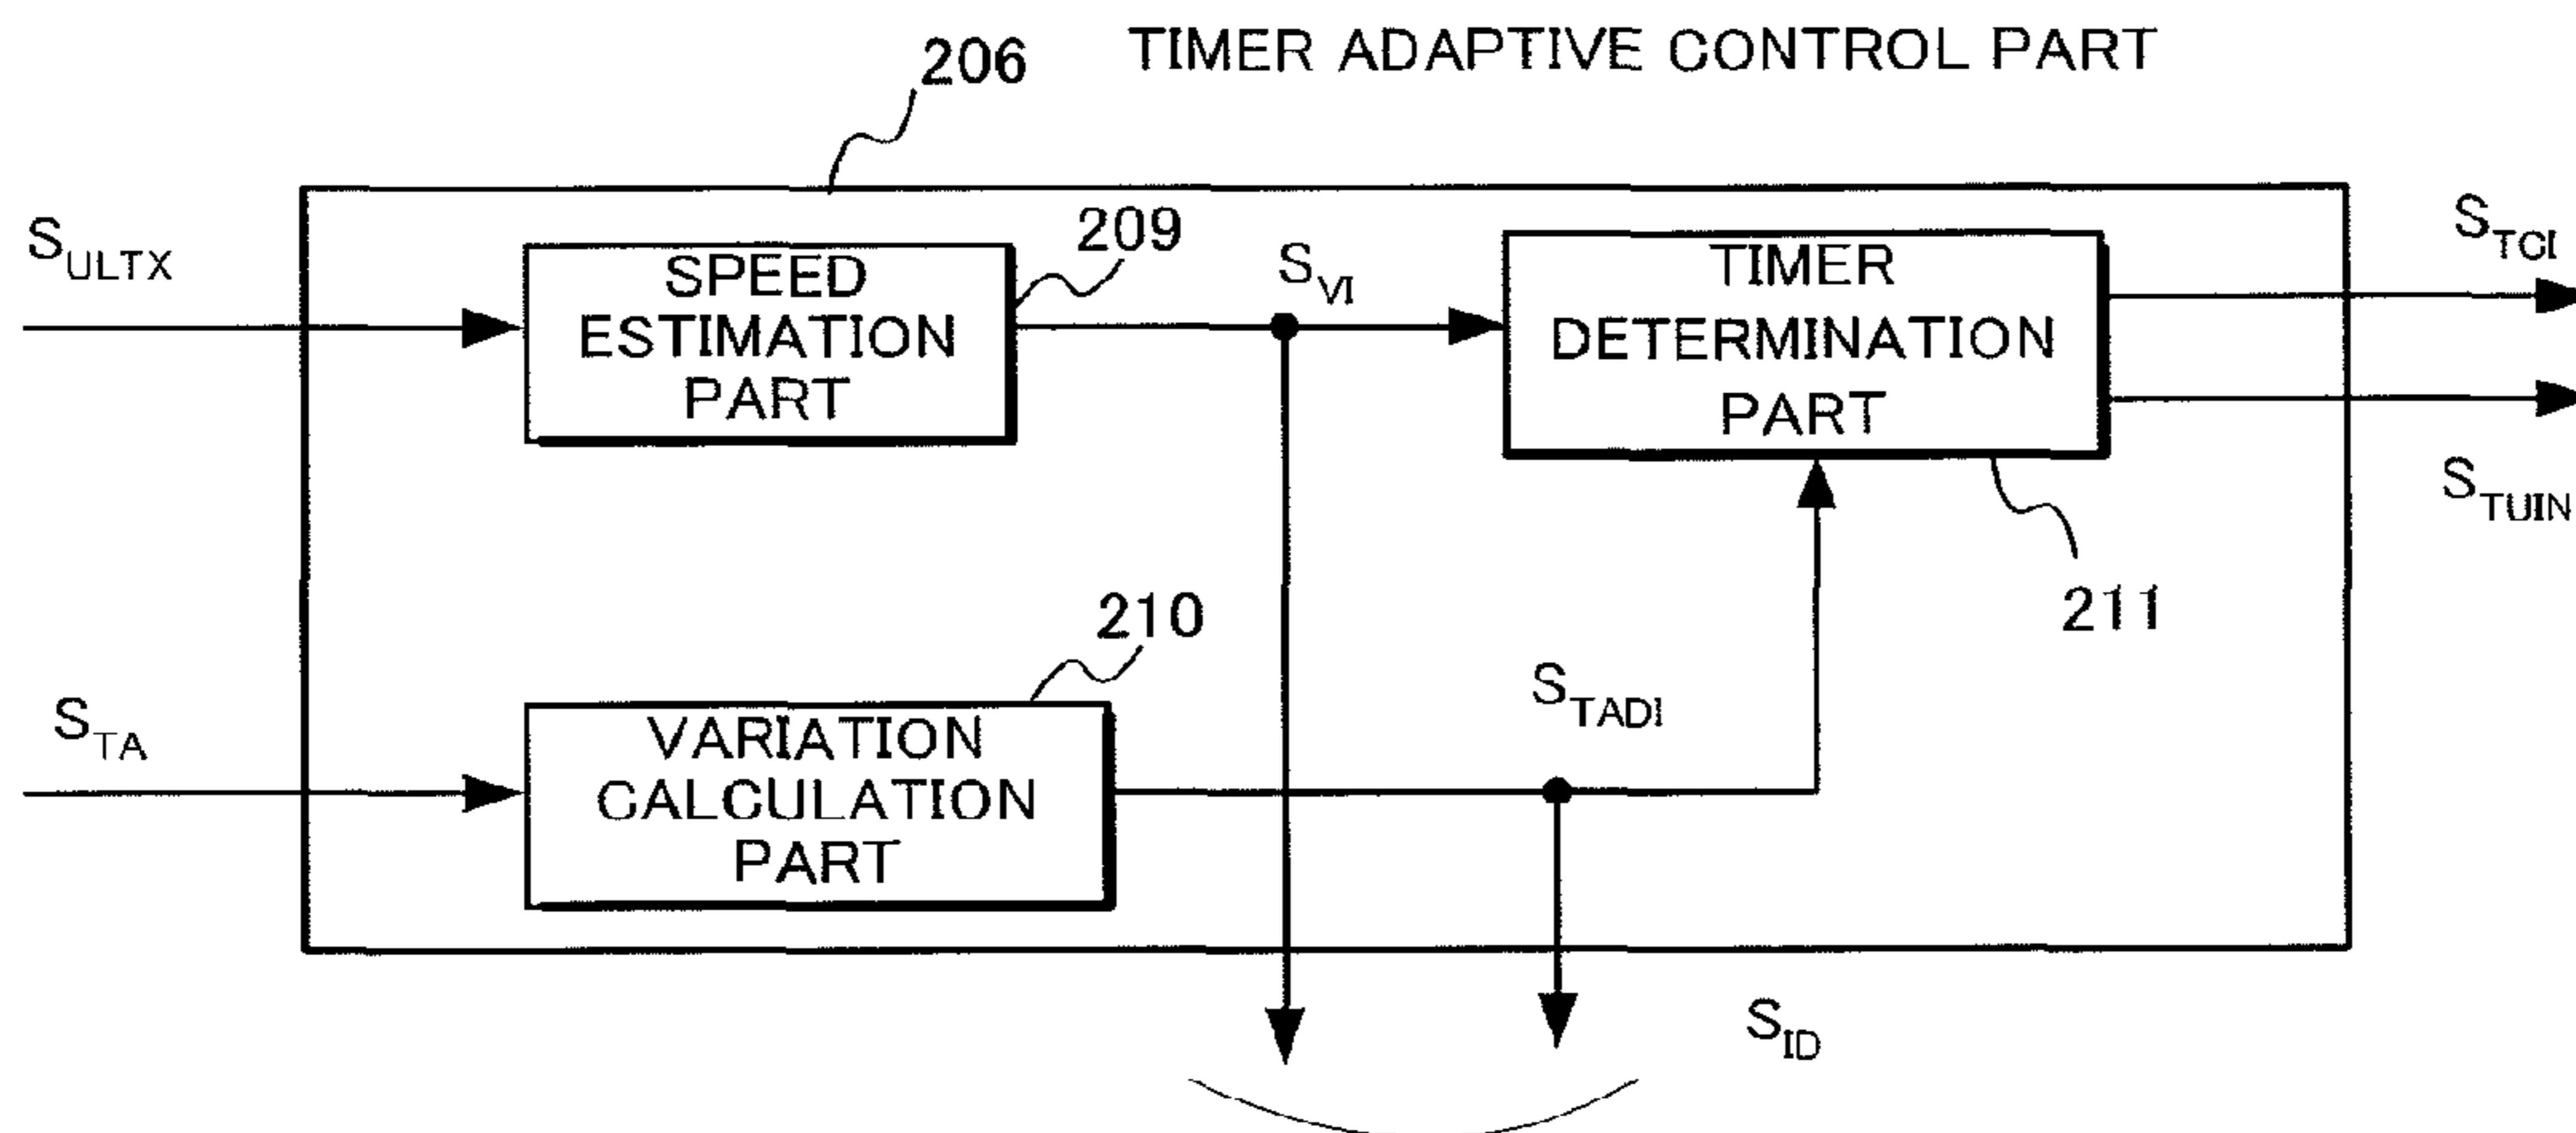 TIMER ADAPTIVE CONTROL PART
206
S_ULTX
SPEED
ESTIMATION
PART
209
S_VI
TIMER
DETERMINATION
PART
S_TCI
S_TUIN
211
S_TA
VARIATION
CALCULATION
PART
210
S_TADI
S_ID